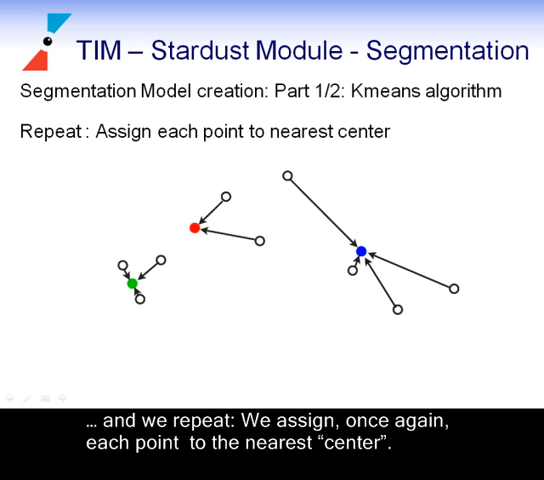 TIM – Stardust Module - Segmentation
Segmentation Model creation: Part 1/2: Kmeans algorithm
Repeat : Assign each point to nearest center
... and we repeat: We assign, once again,
each point to the nearest “center”.